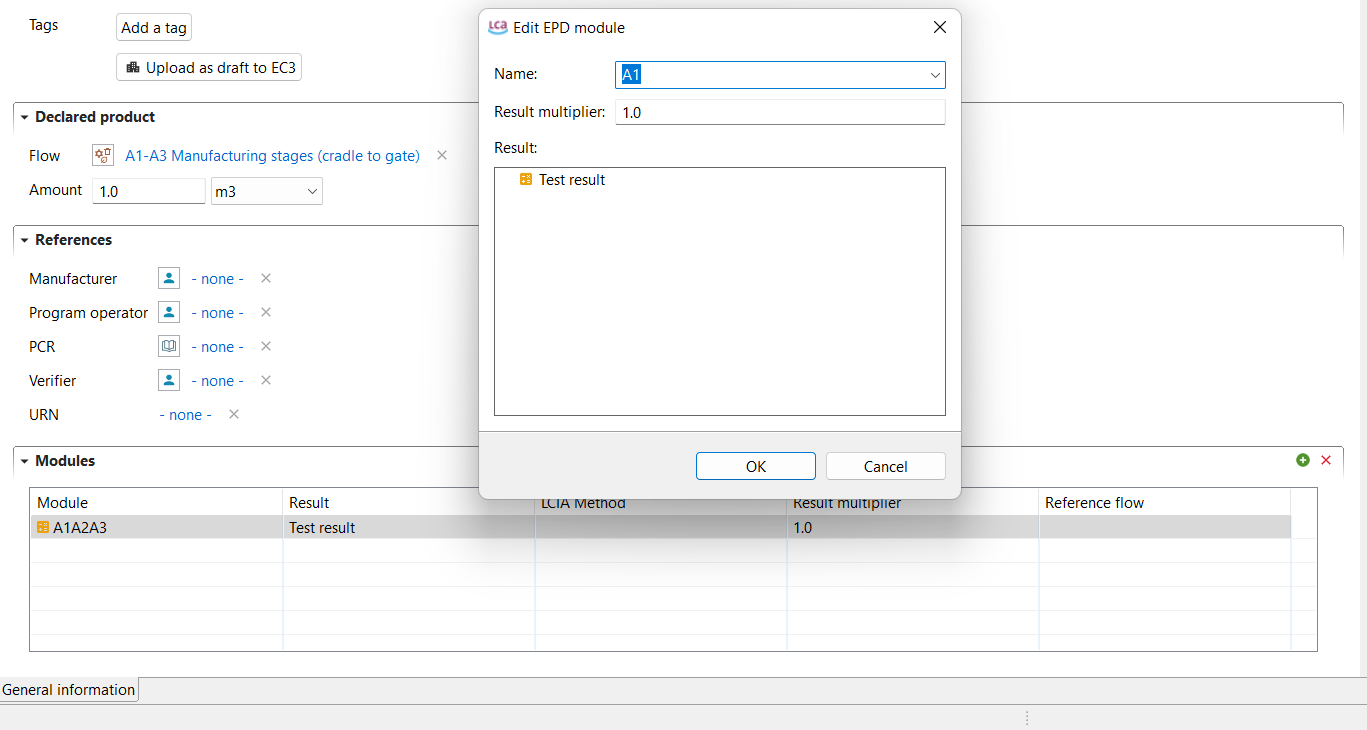 Tags
Add a tag
Upload as draft to EC3
Declared product
Flow
A1-A3 Manufacturing stages (cradle to gate)
Amount
1.0
m3
References
Manufacturer
- none -
Program operator
- none -
PCR
- none -
Verifier
- none -
URN
- none -
Modules
Module Result LCIA Method Result multiplier Reference flow
A1A2A3 Test result 1.0
General information
LCa Edit EPD module
Name:
A1
Result multiplier:
1.0
Result:
Test result
OK
Cancel